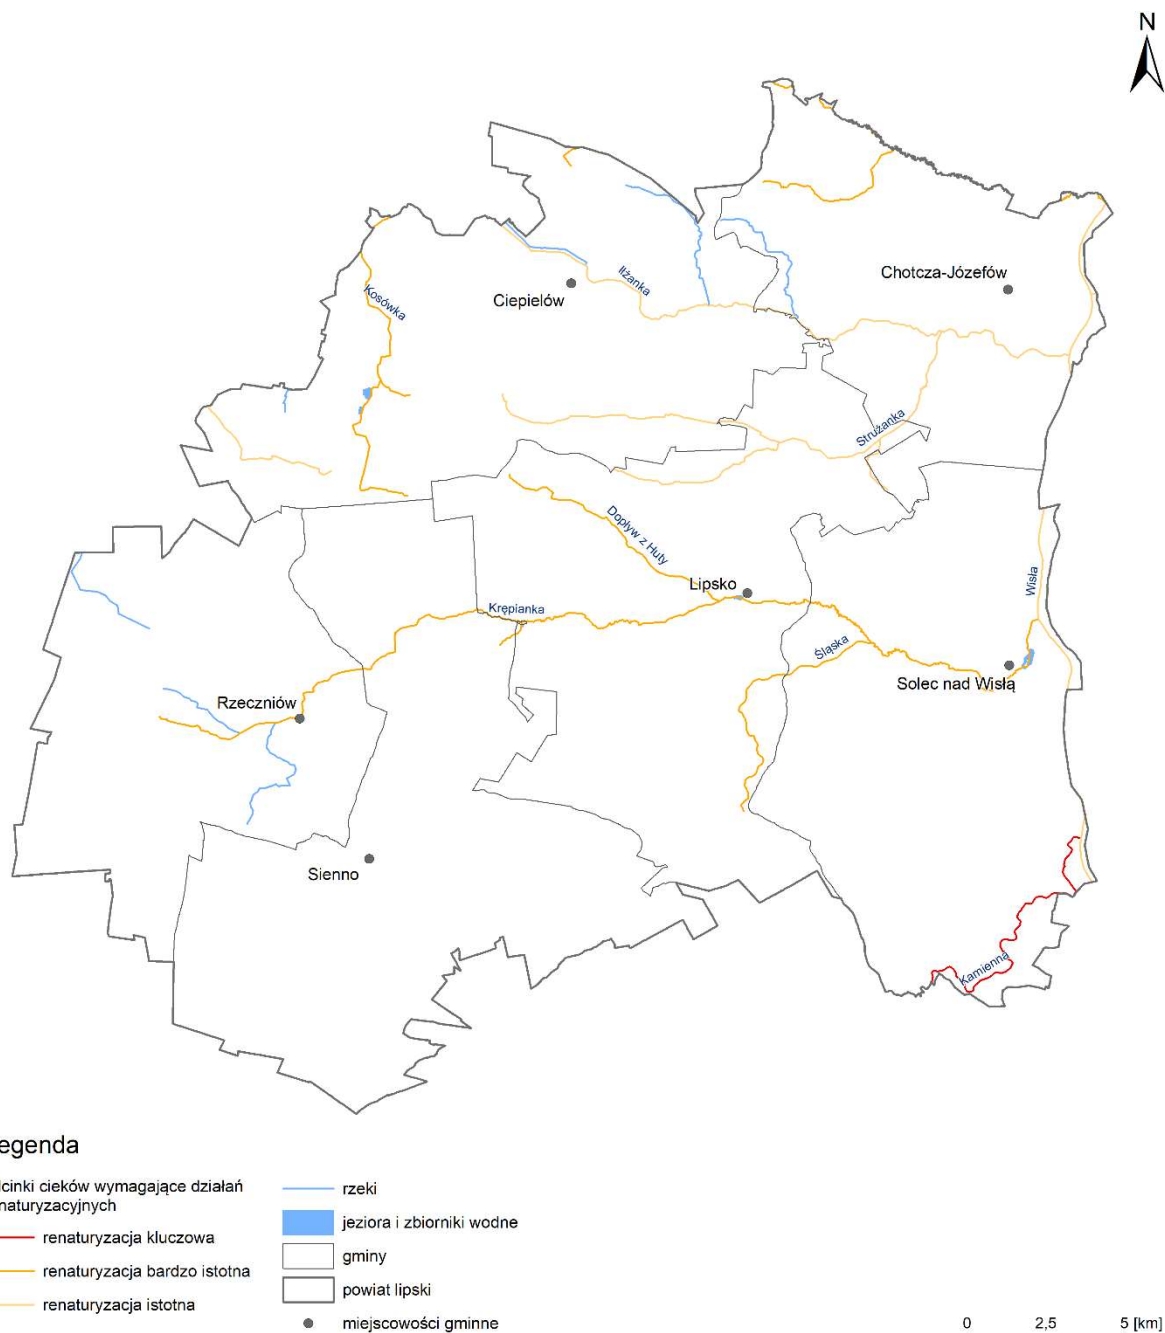 N
Chotcza-Józefów
Iłżanka
Ciepielów
Kosówka
Strużanka
Dopływ z Huty
Lipsko
Wisła
Krępianka
Śląska
Solec nad Wisłą
Rzeczniów
Sienno
Kamienna
egenda
cinki cieków wymagające działań
naturyzacyjnych
renaturyzacja kluczowa
renaturyzacja bardzo istotna
renaturyzacja istotna
rzeki
jeziora i zbiorniki wodne
gminy
powiat lipski
miejscowości gminne
0 2,5 5 [km]